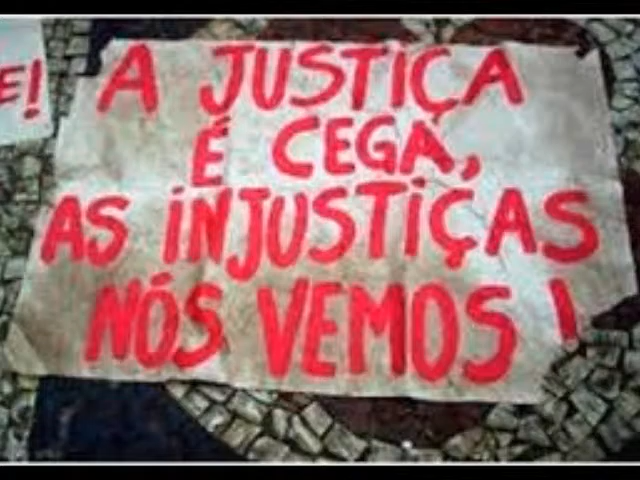 E!
A JUSTIÇA
É CEGA,
AS INJUSTIÇAS
NÓS VEMOS!